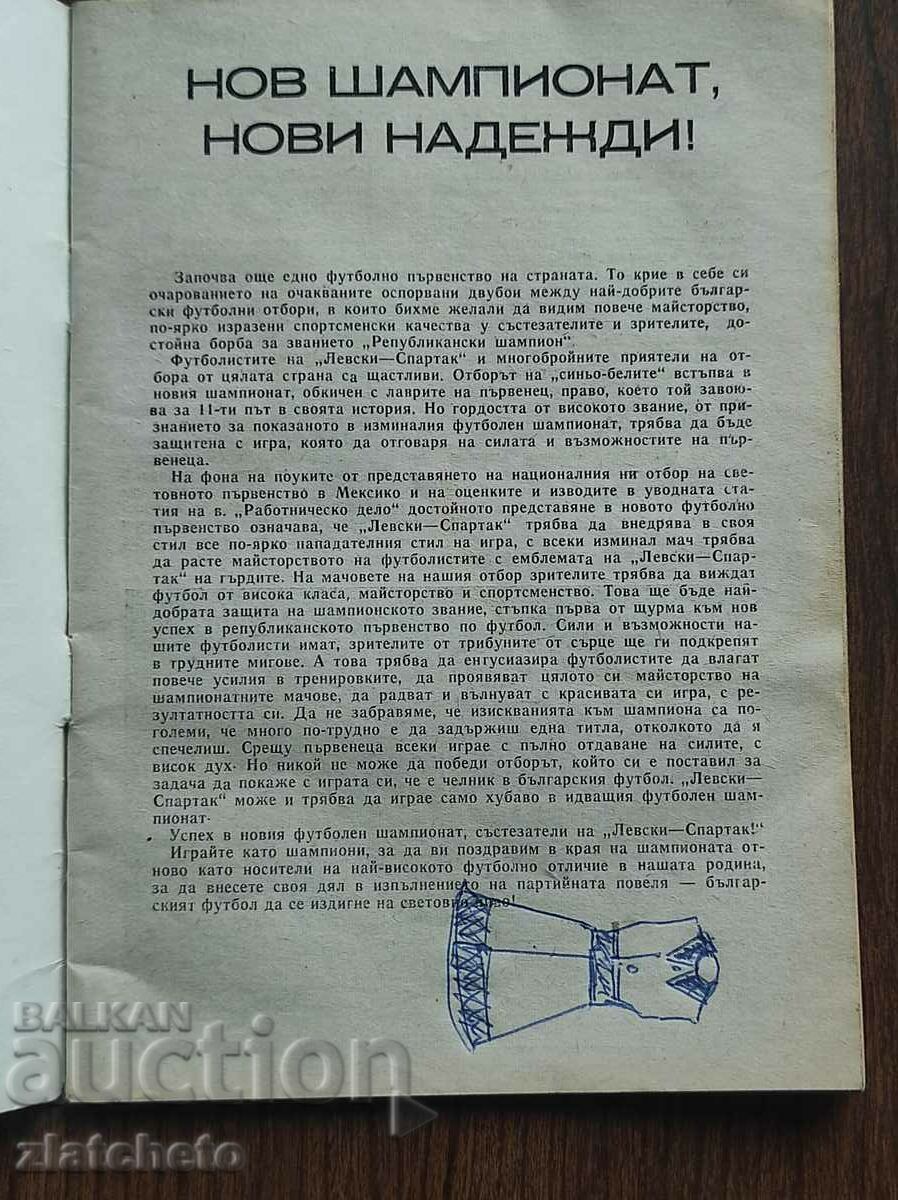 НОВ ШАМПИОНАТ,
НОВИ НАДЕЖДИ!
Започва още едно футболно първенство на страната. То крие в себе си
очарованието на очакваните оспорвани двубои между най-добрите българ-
ски футболни отбори, в които бихме желали да видим повече майсторство,
по-ярко изразени спортсменски качества у състезателите и зрителите, до-
стойна борба за званието „Републикански шампион“.
Футболистите на „Левски—Спартак“ и многобройните приятели на от-
бора от цялата страна са щастливи. Отборът на „синьо-белите“ встъпва в
новия шампионат, обкичен с лаврите на първенец, право, което той завою-
ва за 11-ти път в своята история. Но гордостта от високото звание, от при-
знанието за показаното в изминалия футболен шампионат, трябва да бъде
защитена с игра, която да отговаря на силата и възможностите на пър-
венеца.
На фона на поуките от представянето на националния ни отбор на све-
товното първенство в Мексико и на оценките и изводите в уводната ста-
тия на в. „Работническо дело“ достойното представяне в новото футболно
първенство означава, че „Левски—Спартак“ трябва да внедрява в своя
стил все по-ярко нападателния стил на игра, с всеки изминал мач трябва
да расте майсторството на футболистите с емблемата на „Левски—Спар-
так“ на гърдите. На мачовете на нашия отбор зрителите трябва да виждат
футбол от висока класа, майсторство и спортсменство. Това ще бъде най-
добрата защита на шампионското звание, стъпка първа от щурма към нов
успех в републиканското първенство по футбол. Сили и възможности на-
шите футболисти имат, зрителите от трибуните от сърце ще ги подкрепят
в трудните мигове. А това трябва да енгусиазира футболистите да влагат
повече усилия в тренировките, да проявяват цялото си майсторство на
шампионатните мачове, да радват и вълнуват с красивата си игра, с ре-
зултатността си. Да не забравяме, че изискванията към шампиона са по-
големи, че много по-трудно е да задържиш една титла, отколкото да я
спечелиш. Срещу първенеца всеки играе с пълно отдаване на силите, с
висок дух. Но никой не може да победи отборът, който си е поставил за
задача да покаже с играта си, че е челник в българския футбол. „Левски—
Спартак“ може и трябва да играе само хубаво в идващия футболен шам-
пионат.
Успех в новия футболен шампионат, състезатели на „Левски—Спартак!“
Играйте като шампиони, за да ви поздравим в края на шампионата от-
ново като носители на най-високото футболно отличие в нашата родина,
за да внесете своя дял в изпълнението на партийната повеля — българ-
ският футбол да се издигне на световно ниво!
BALKAN
auction
zlatcheto